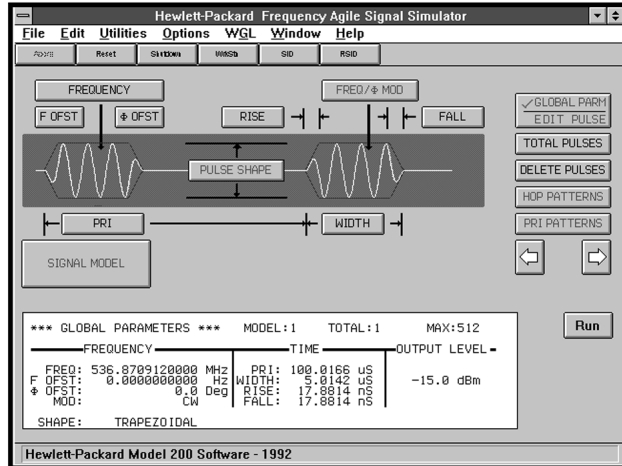 Hewlett-Packard Frequency Agile Signal Simulator
File Edit Utilities Options WGL Window Help
Reset Shutdown SID RSID
FREQUENCY FREQ/Φ MOD
F OFST Φ OFST RISE FALL
✓GLOBAL PARM
EDIT PULSE
TOTAL PULSES
PULSE SHAPE
DELETE PULSES
HOP PATTERNS
PRI WIDTH
PRI PATTERNS
SIGNAL MODEL
*** GLOBAL PARAMETERS *** MODEL:1 TOTAL:1 MAX:512
Run
FREQUENCY TIME OUTPUT LEVEL
FREQ: 536.8709120000 MHz PRI: 100.0166 uS
F OFST: 0.0000000000 Hz WIDTH: 5.0142 uS -15.0 dBm
Φ OFST: 0.0 Deg RISE: 17.8814 nS
MOD: CW FALL: 17.8814 nS
SHAPE: TRAPEZOIDAL
Hewlett-Packard Model 200 Software - 1992